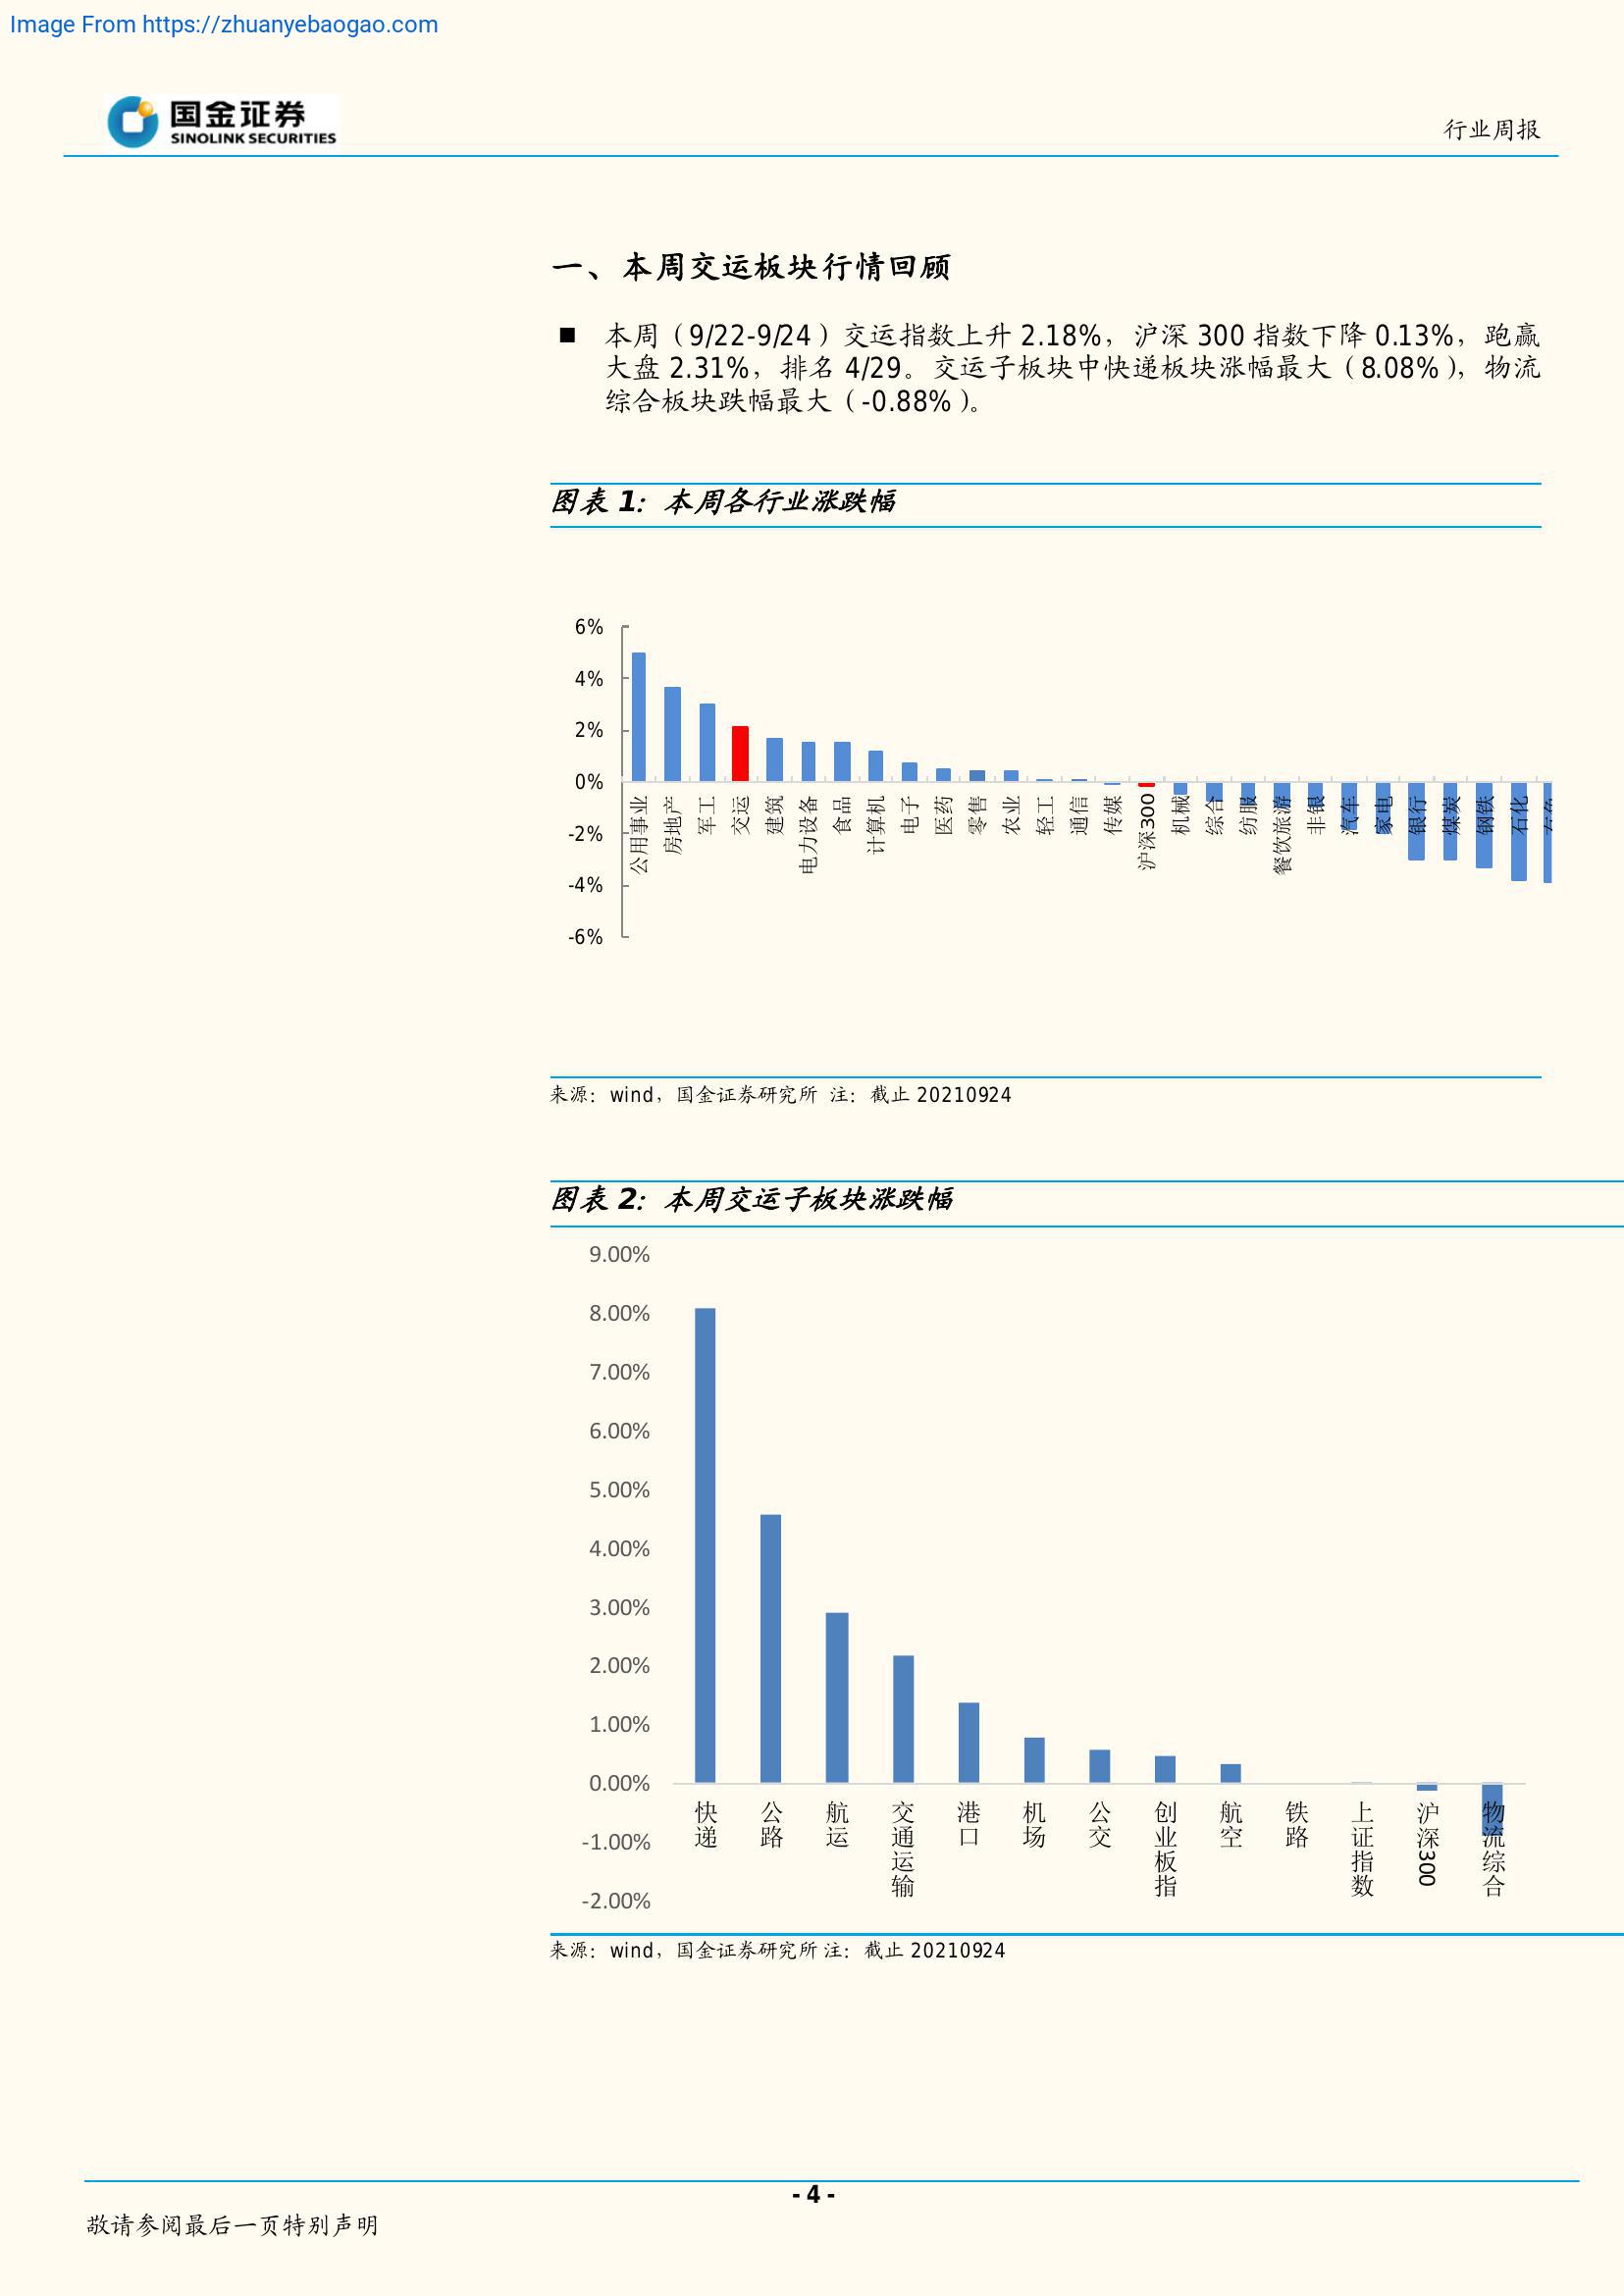 Image From https://zhuanyebaogao.com
国金证券
SINOLINK SECURITIES
行业周报
一、本周交运板块行情回顾
■ 本周（9/22-9/24）交运指数上升 2.18%，沪深 300 指数下降 0.13%，跑赢
大盘 2.31%，排名 4/29。交运子板块中快递板块涨幅最大（8.08%），物流
综合板块跌幅最大（-0.88%）。
图表 1：本周各行业涨跌幅
6%
4%
2%
0%
-2%
-4%
-6%
公用事业
房地产
军工
交运
建筑
电力设备
食品
计算机
电子
医药
零售
农业
轻工
通信
传媒
沪深300
机械
综合
纺服
餐饮旅游
非银
汽车
家电
银行
煤炭
钢铁
石化
来源：wind，国金证券研究所 注：截止 20210924
图表 2：本周交运子板块涨跌幅
9.00%
8.00%
7.00%
6.00%
5.00%
4.00%
3.00%
2.00%
1.00%
0.00%
-1.00%
-2.00%
快递
公路
航运
交通运输
港口
机场
公交
创业板指
航空
铁路
上证指数
沪深300
物流综合
来源：wind，国金证券研究所 注：截止 20210924
- 4 -
敬请参阅最后一页特别声明